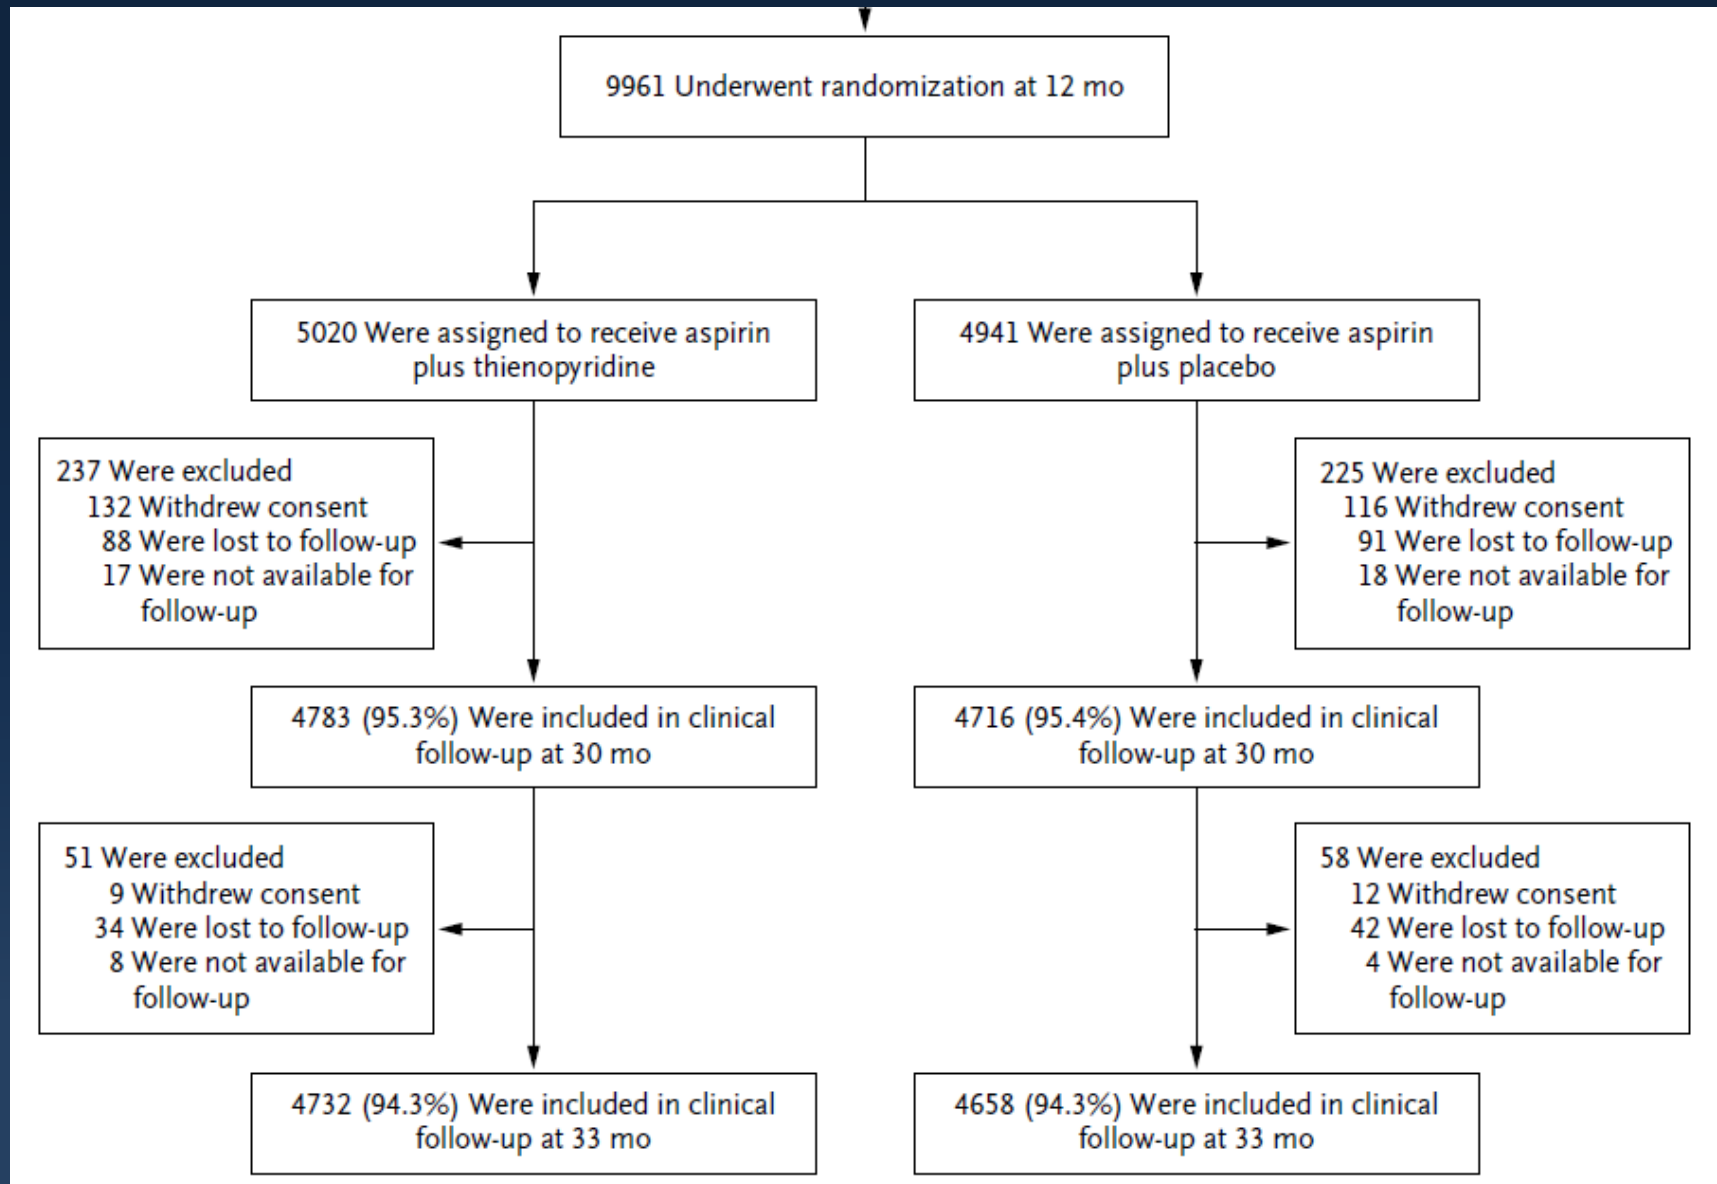 9961 Underwent randomization at 12 mo
5020 Were assigned to receive aspirin
plus thienopyridine
4941 Were assigned to receive aspirin
plus placebo
237 Were excluded
132 Withdrew consent
88 Were lost to follow-up
17 Were not available for
follow-up
225 Were excluded
116 Withdrew consent
91 Were lost to follow-up
18 Were not available for
follow-up
4783 (95.3%) Were included in clinical
follow-up at 30 mo
4716 (95.4%) Were included in clinical
follow-up at 30 mo
51 Were excluded
9 Withdrew consent
34 Were lost to follow-up
8 Were not available for
follow-up
58 Were excluded
12 Withdrew consent
42 Were lost to follow-up
4 Were not available for
follow-up
4732 (94.3%) Were included in clinical
follow-up at 33 mo
4658 (94.3%) Were included in clinical
follow-up at 33 mo